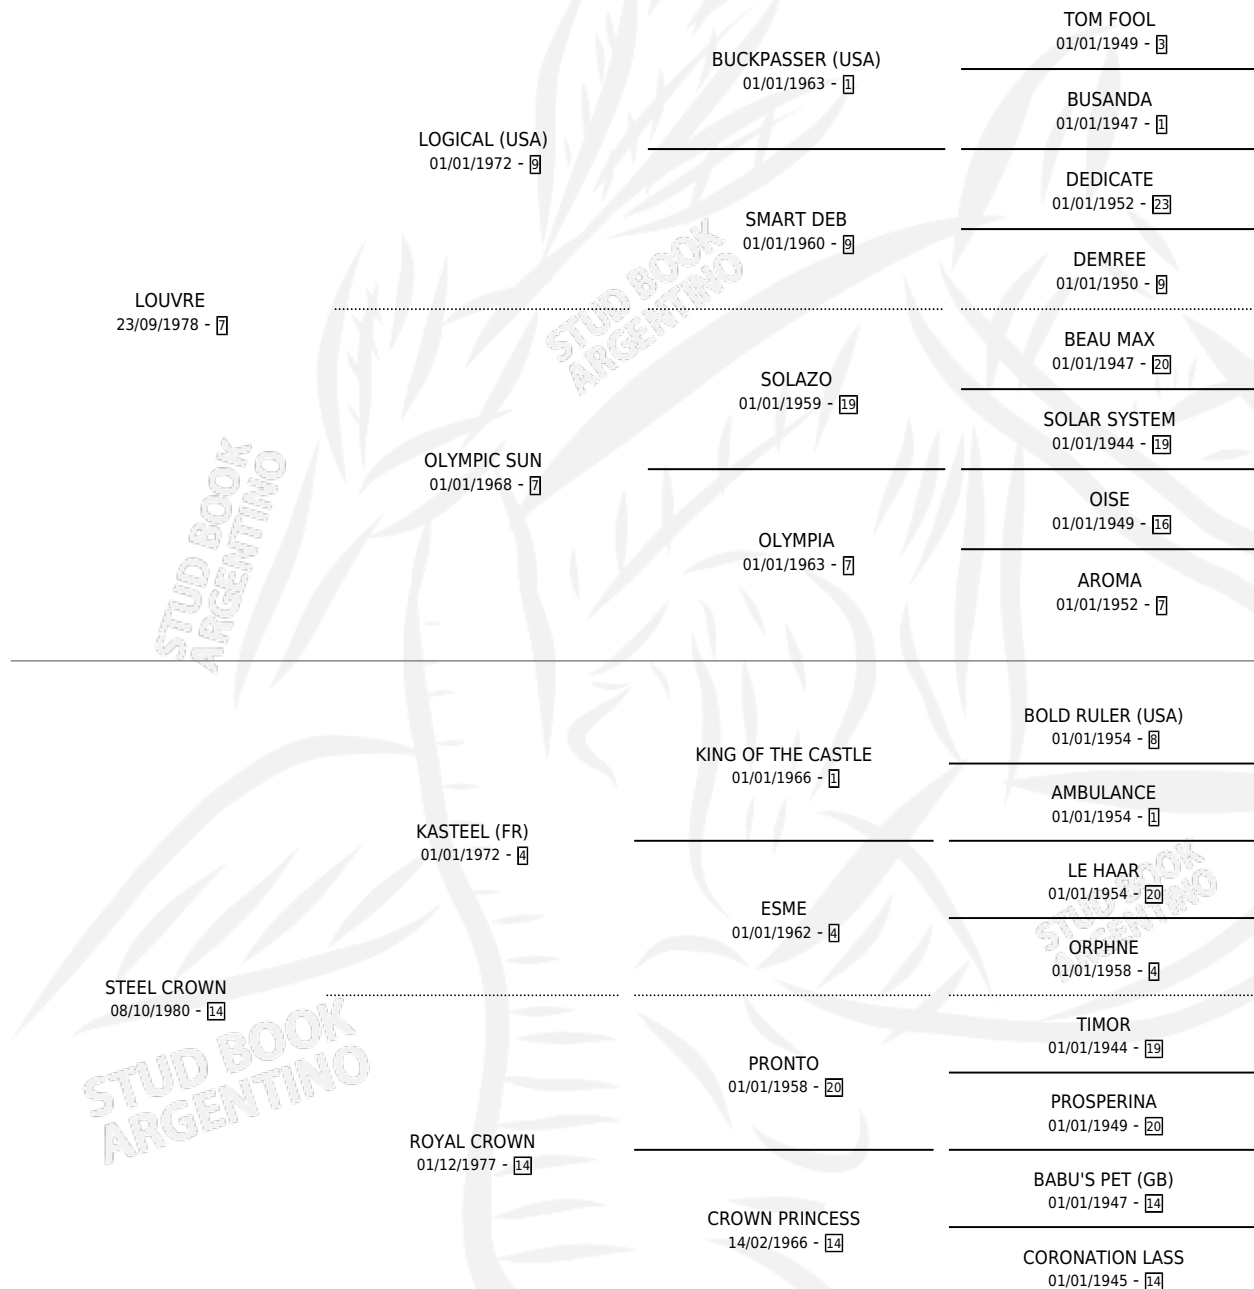 TOM FOOL
01/01/1949 - 3
BUCKPASSER (USA)
01/01/1963 - 1
BUSANDA
01/01/1947 - 1
LOGICAL (USA)
01/01/1972 - 9
DEDICATE
01/01/1952 - 23
SMART DEB
01/01/1960 - 9
DEMREE
01/01/1950 - 9
LOUVRE
23/09/1978 - 7
BEAU MAX
01/01/1947 - 20
SOLAZO
01/01/1959 - 19
SOLAR SYSTEM
01/01/1944 - 19
OLYMPIC SUN
01/01/1968 - 7
OISE
01/01/1949 - 16
OLYMPIA
01/01/1963 - 7
AROMA
01/01/1952 - 7
BOLD RULER (USA)
01/01/1954 - 8
KING OF THE CASTLE
01/01/1966 - 1
AMBULANCE
01/01/1954 - 1
KASTEEL (FR)
01/01/1972 - 4
LE HAAR
01/01/1954 - 20
ESME
01/01/1962 - 4
ORPHNE
01/01/1958 - 4
STEEL CROWN
08/10/1980 - 14
TIMOR
01/01/1944 - 19
PRONTO
01/01/1958 - 20
PROSPERINA
01/01/1949 - 20
ROYAL CROWN
01/12/1977 - 14
BABU'S PET (GB)
01/01/1947 - 14
CROWN PRINCESS
14/02/1966 - 14
CORONATION LASS
01/01/1945 - 14
STUD BOOK
ARGENTINO
STUD BOOK
ARGENTINO
STUD BOOK
ARGENTINO
STUD BOOK
ARGENTINO